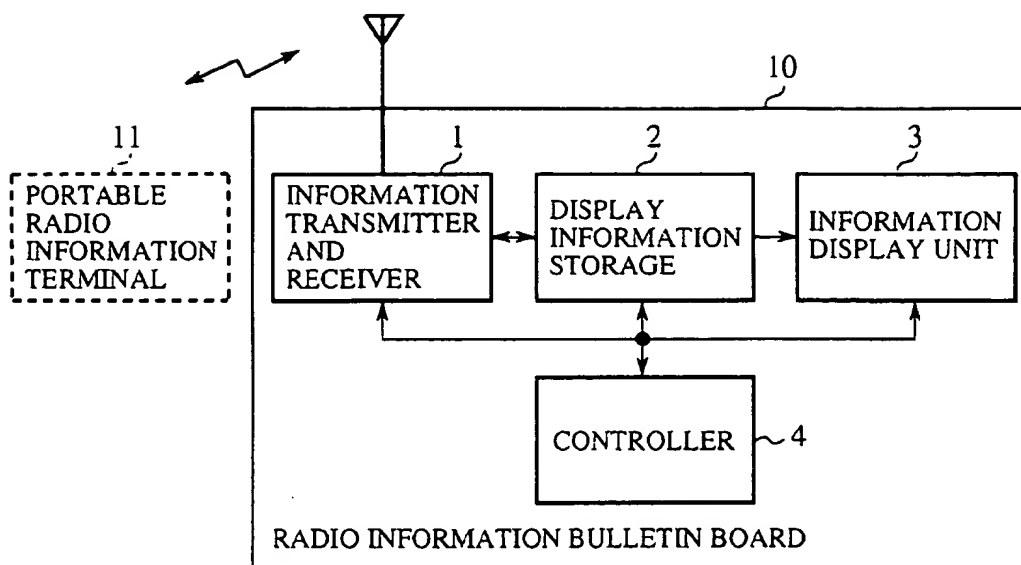 10
11
1
2
3
PORTABLE
RADIO
INFORMATION
TERMINAL
INFORMATION
TRANSMITTER
AND
RECEIVER
DISPLAY
INFORMATION
STORAGE
INFORMATION
DISPLAY UNIT
CONTROLLER
4
RADIO INFORMATION BULLETIN BOARD